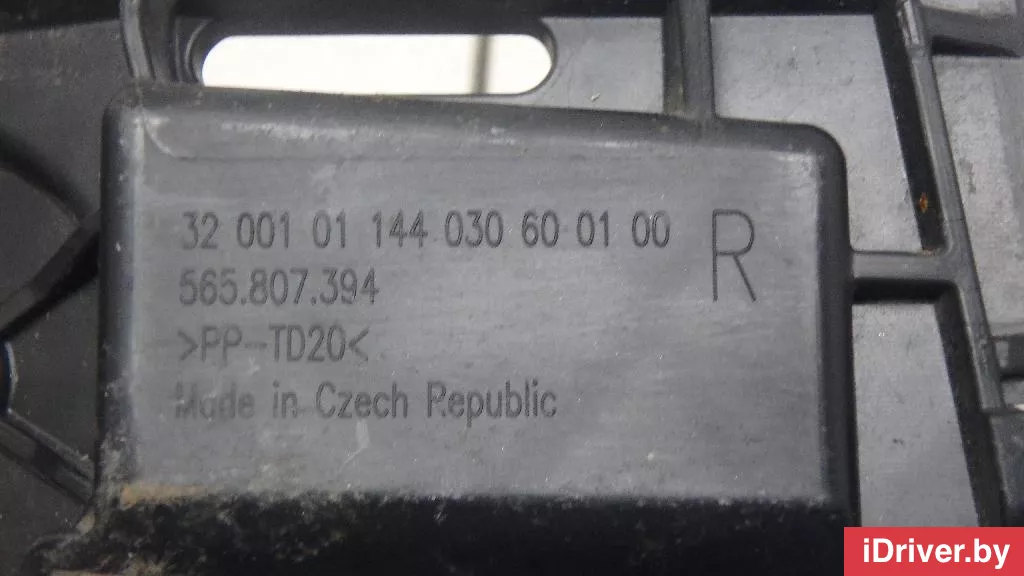 32 001 01 144 030 60 01 00
R
565.807.394
>PP-TD20<
Made in Czech Republic
iDriver.by